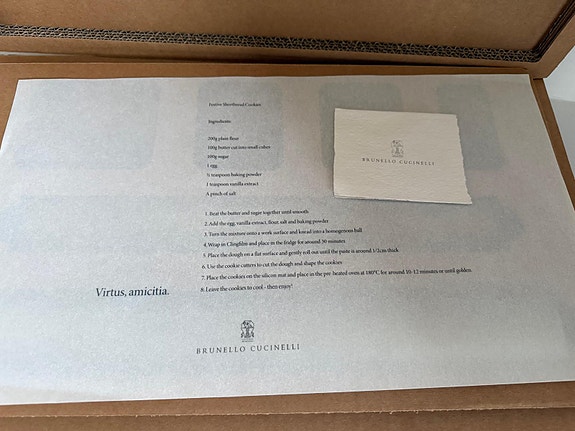 Festive Shortbread Cookies
Ingredients:
200g plain flour
100g butter cut into small cubes
100g sugar
1 egg
½ teaspoon baking powder
1 teaspoon vanilla extract
A pinch of salt
1. Beat the butter and sugar together until smooth
2. Add the egg, vanilla extract, flour, salt and baking powder
3. Turn the mixture onto a work surface and knead into a homogenous ball
4. Wrap in Clingfilm and place in the fridge for around 30 minutes
5. Place the dough on a flat surface and gently roll out until the paste is around 1/2cm thick
6. Use the cookie cutters to cut the dough and shape the cookies
7. Place the cookies on the silicon mat and place in the pre-heated oven at 180°C for around 10-12 minutes or until golden.
8. Leave the cookies to cool - then enjoy!
Virtus, amicitia.
BRUNELLO CUCINELLI
BRUNELLO CUCINELLI